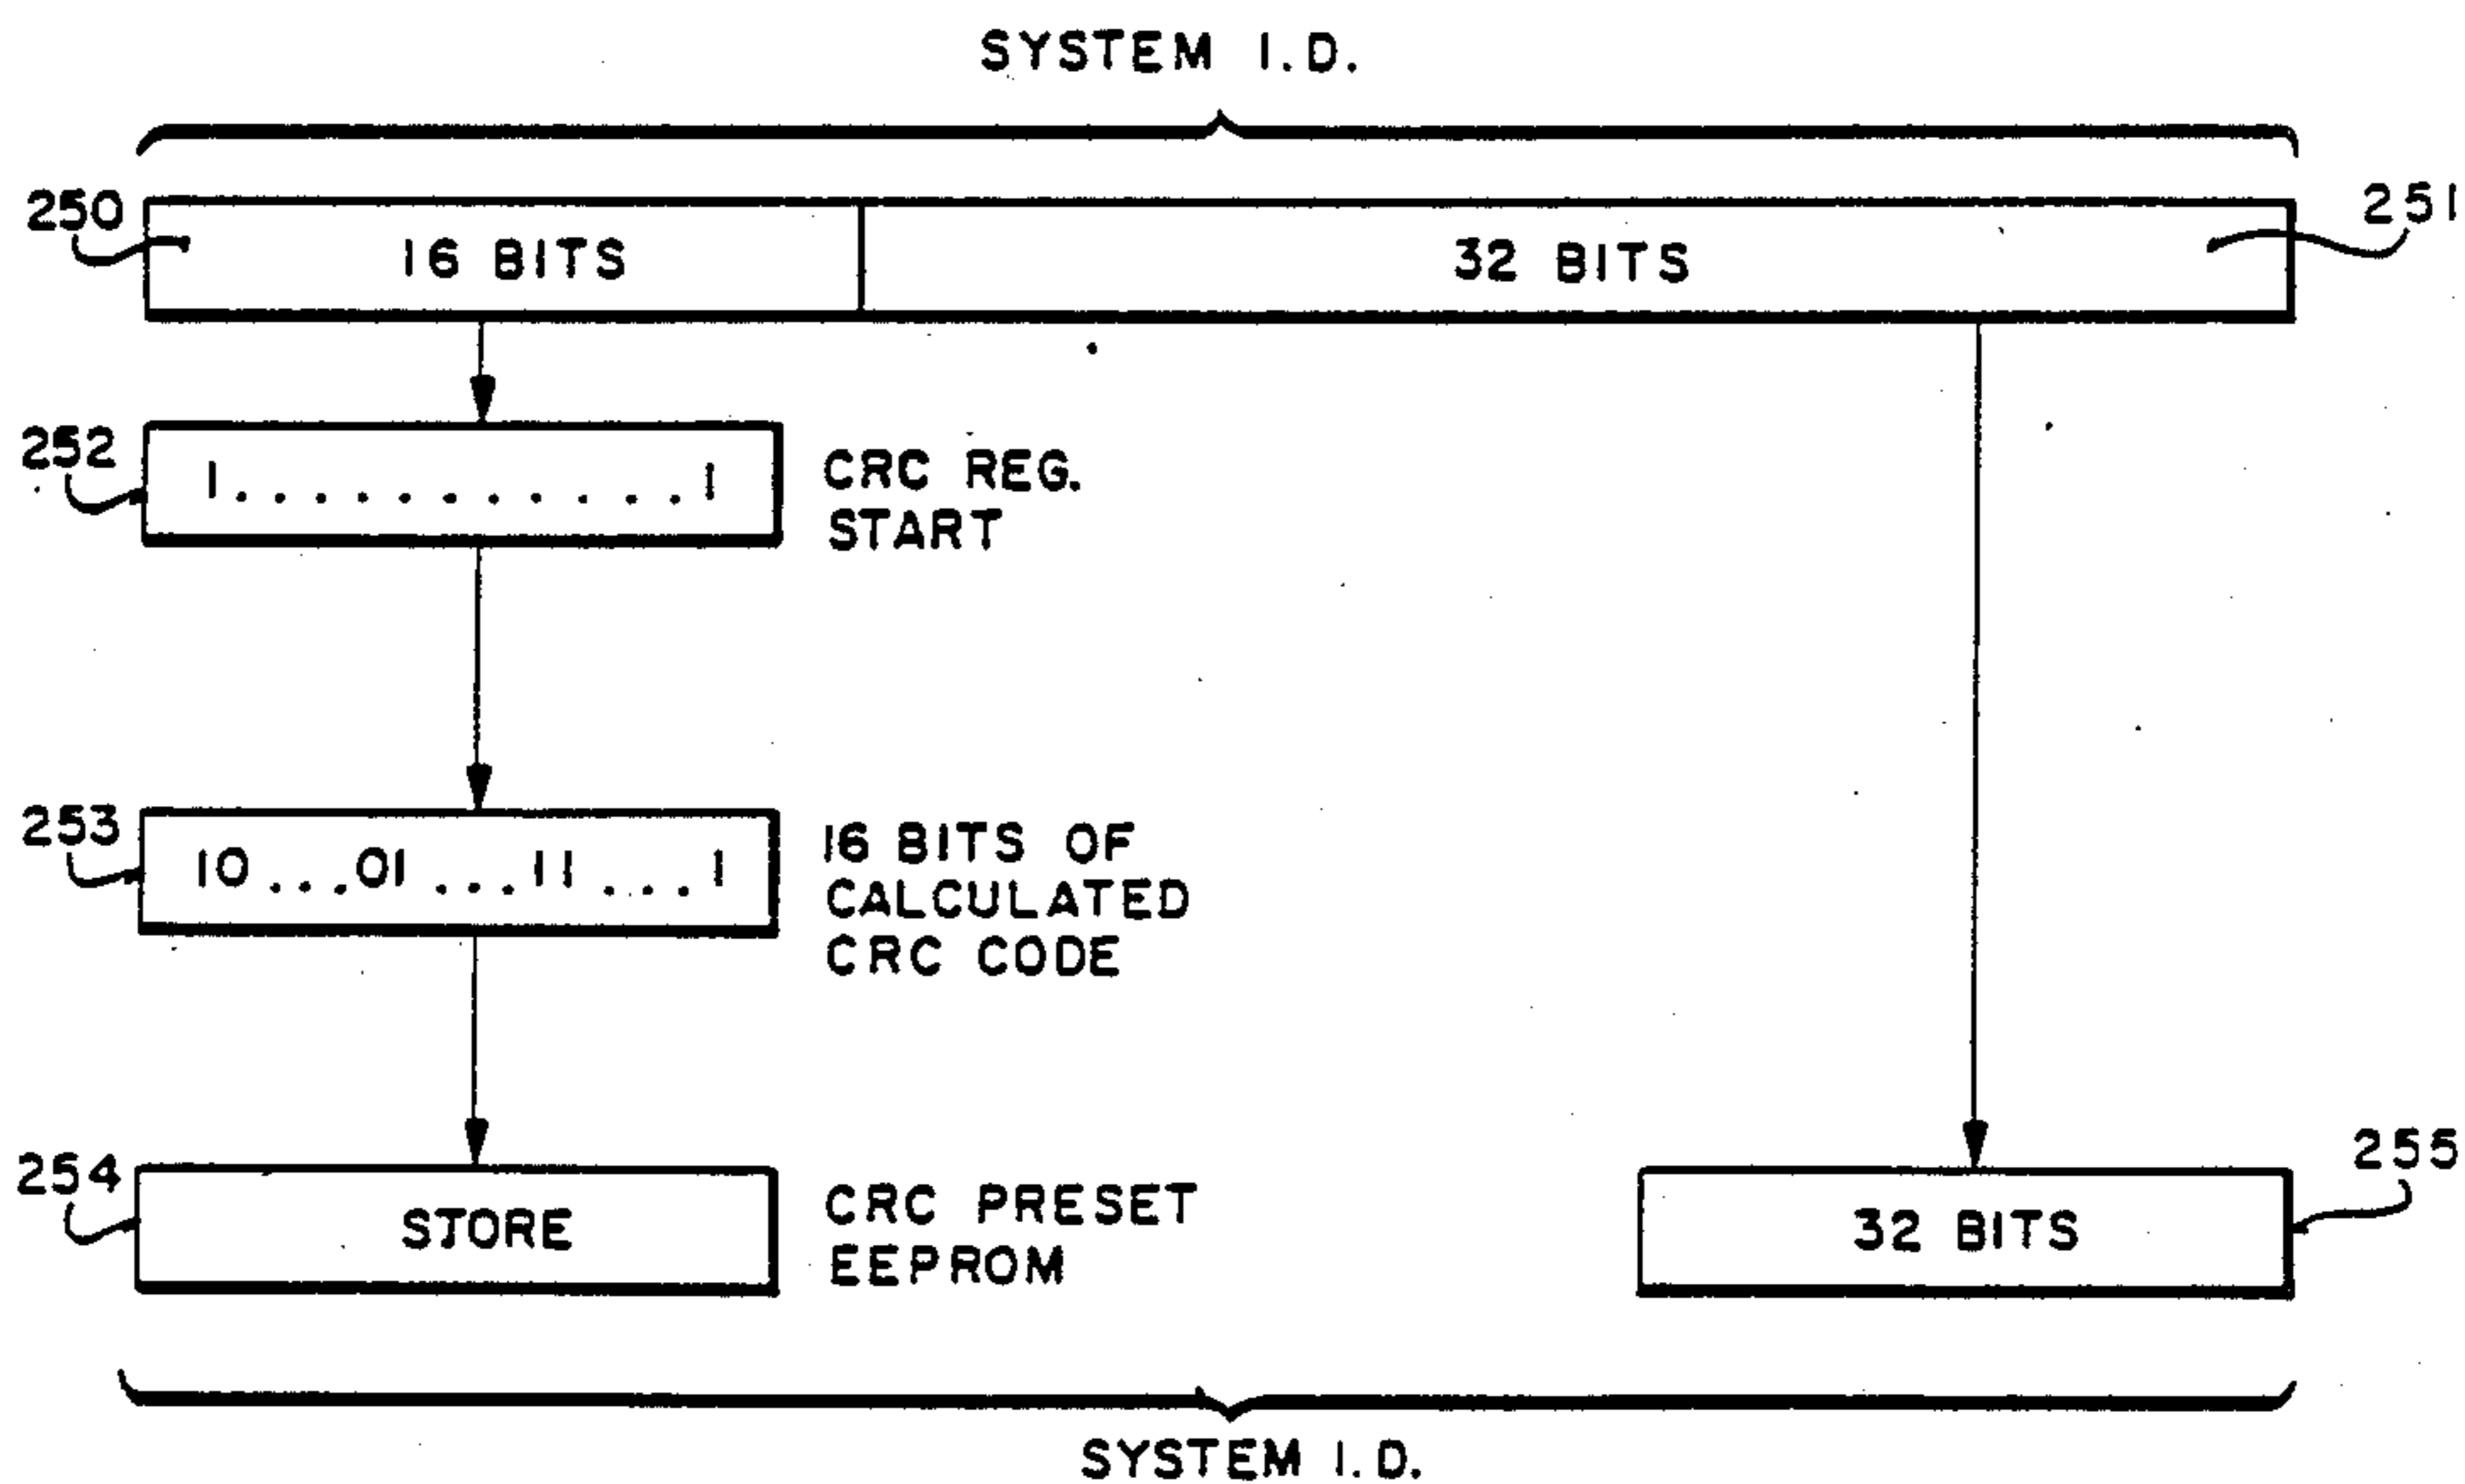 SYSTEM I.D.
250
251
16 BITS
32 BITS
252
1............1
CRC REG.
START
253
10...01...11...1
16 BITS OF
CALCULATED
CRC CODE
254
STORE
CRC PRESET
EEPROM
255
32 BITS
SYSTEM I.D.